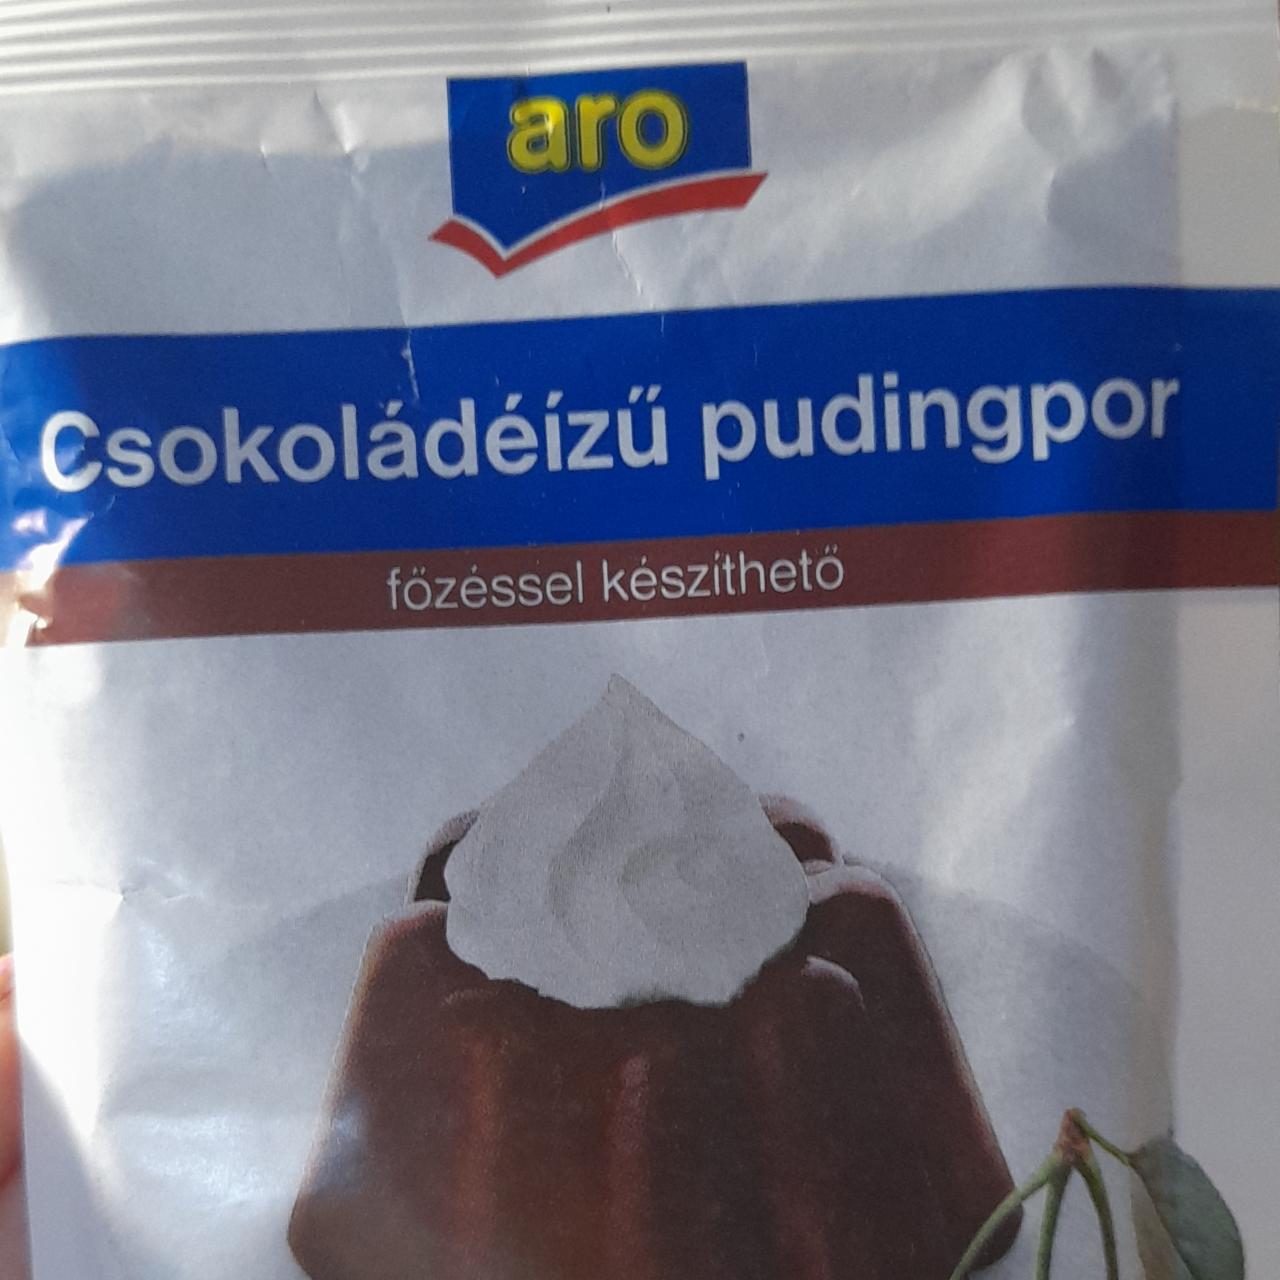 aro
Csokoládéízű pudingpor
főzéssel készíthető